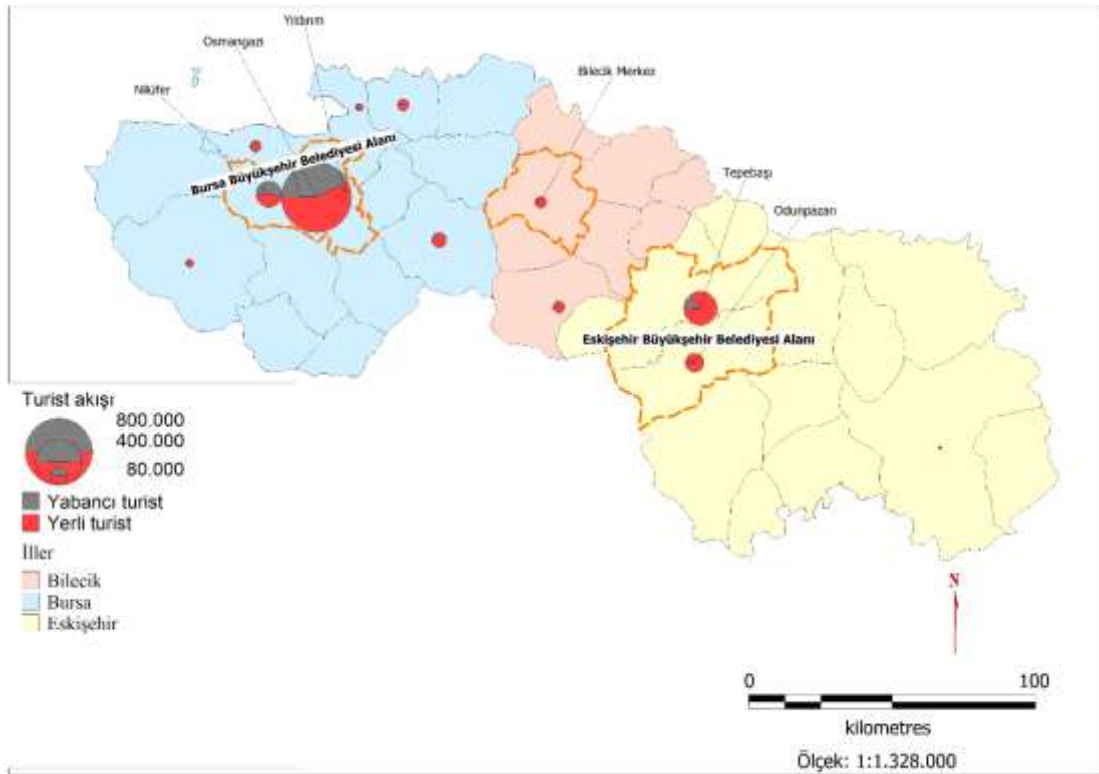 Yıldırım
Osmangazi
Bilecik Merkez
Nilüfer
Bursa Büyükşehir Belediyesi Alanı
Tepebaşı
Odunpazarı
Eskişehir Büyükşehir Belediyesi Alanı
Turist akışı
800.000
400.000
80.000
Yabancı turist
Yerli turist
İller
Bilecik
Bursa
Eskişehir
N
0 100
kilometres
Ölçek: 1:1.328.000